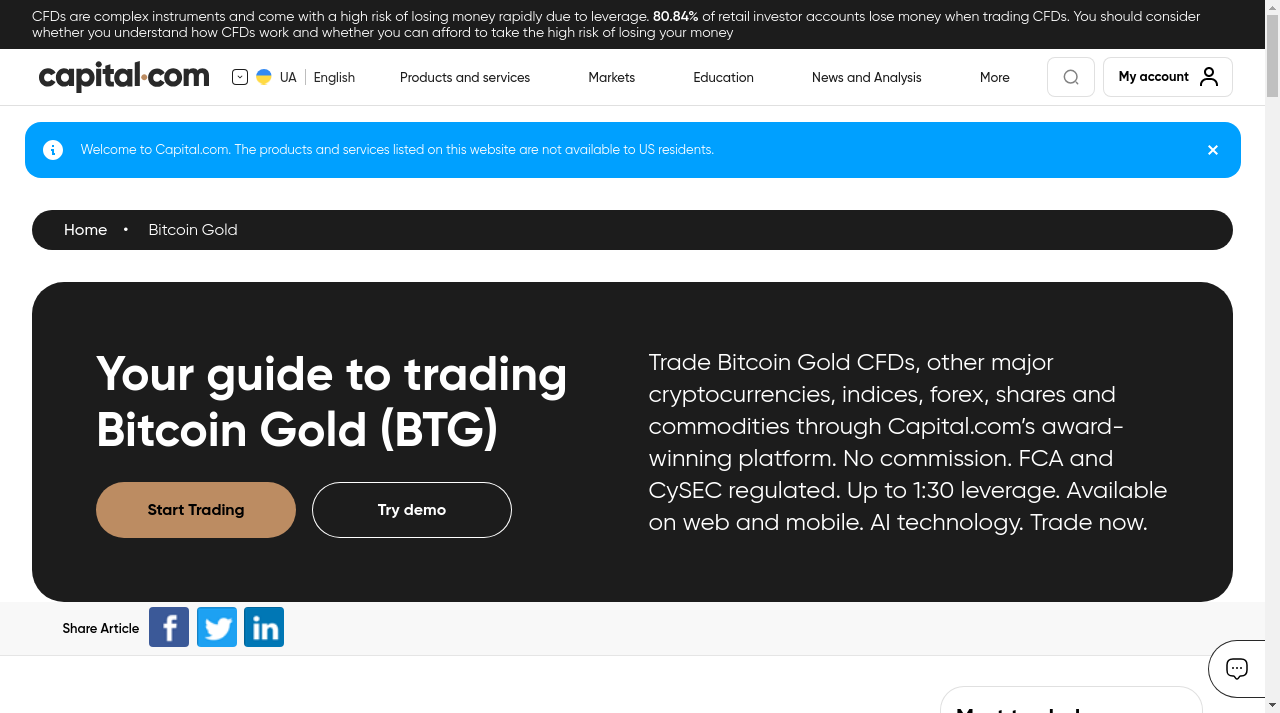 CFDs are complex instruments and come with a high risk of losing money rapidly due to leverage. 80.84% of retail investor accounts lose money when trading CFDs. You should consider
whether you understand how CFDs work and whether you can afford to take the high risk of losing your money
capital.com
UA
English
Products and services
Markets
Education
News and Analysis
More
My account
Welcome to Capital.com. The products and services listed on this website are not available to US residents.
Home • Bitcoin Gold
Your guide to trading
Bitcoin Gold (BTG)
Start Trading
Try demo
Trade Bitcoin Gold CFDs, other major
cryptocurrencies, indices, forex, shares and
commodities through Capital.com’s award-
winning platform. No commission. FCA and
CySEC regulated. Up to 1:30 leverage. Available
on web and mobile. AI technology. Trade now.
Share Article